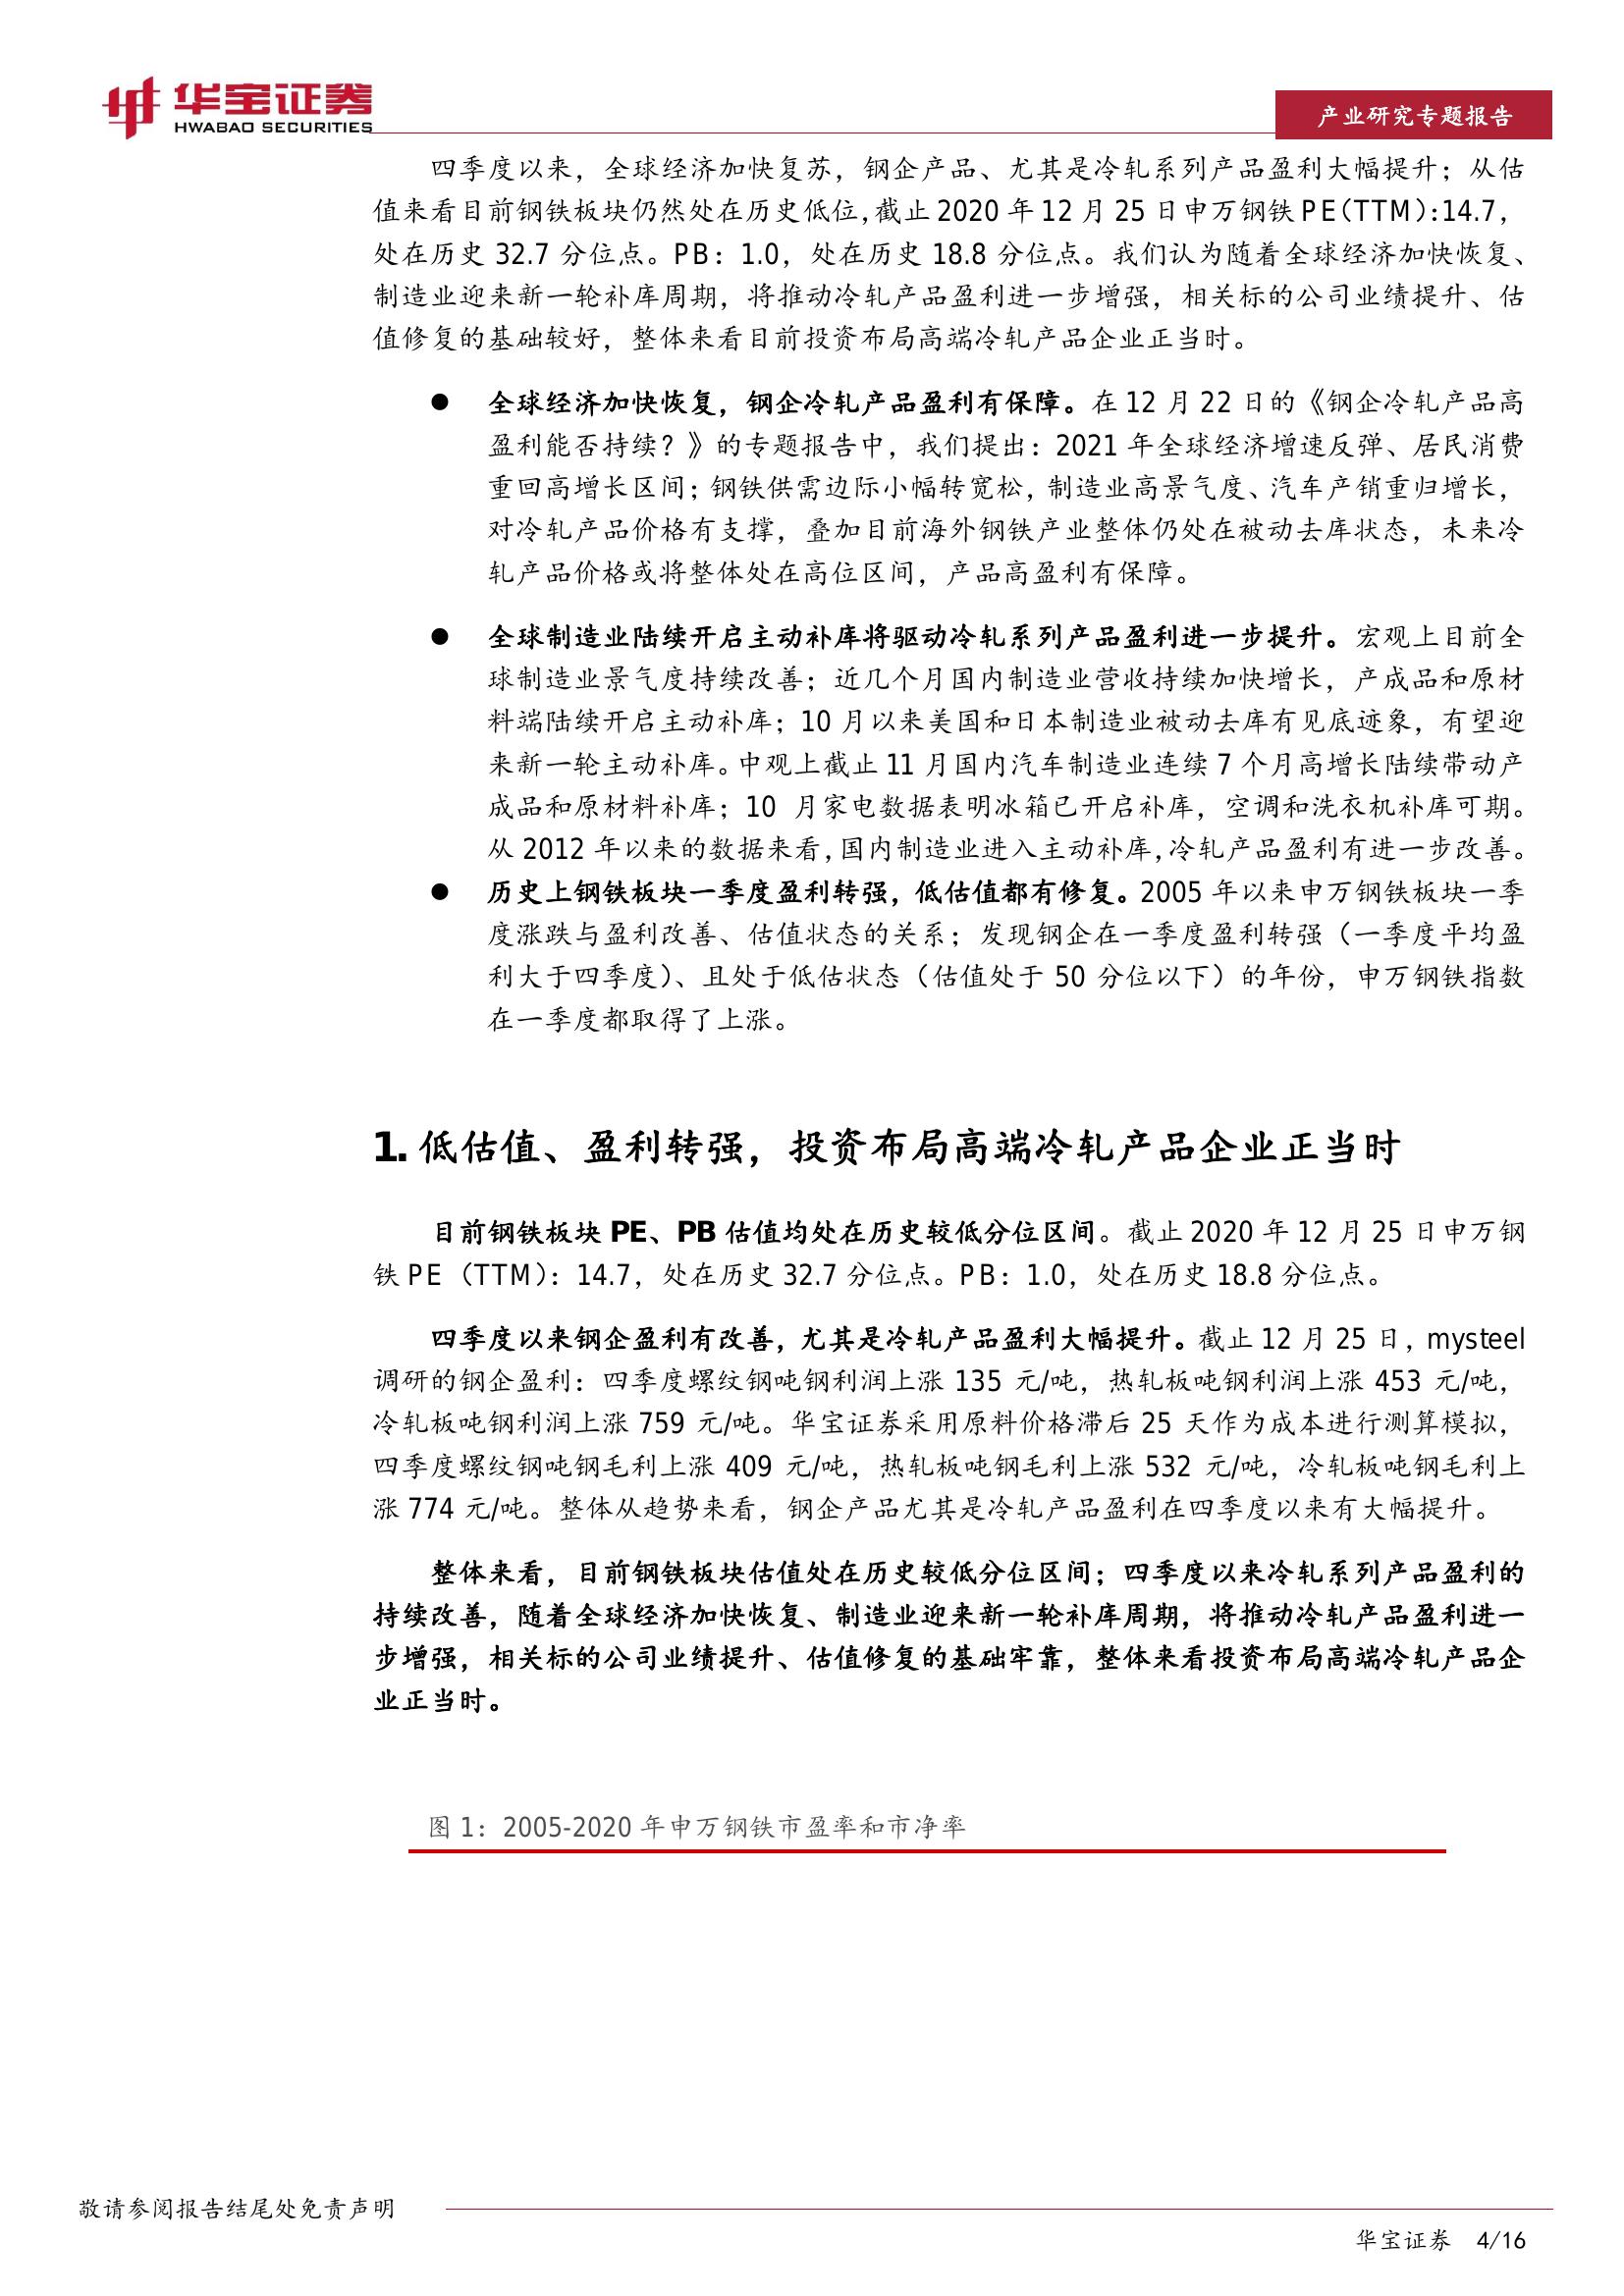 华宝证券
HWABAO SECURITIES
产业研究专题报告
四季度以来，全球经济加快复苏，钢企产品、尤其是冷轧系列产品盈利大幅提升；从估
值来看目前钢铁板块仍然处在历史低位，截止 2020 年 12 月 25 日申万钢铁 PE（TTM）：14.7，
处在历史 32.7 分位点。PB：1.0，处在历史 18.8 分位点。我们认为随着全球经济加快恢复、
制造业迎来新一轮补库周期，将推动冷轧产品盈利进一步增强，相关标的公司业绩提升、估
值修复的基础较好，整体来看目前投资布局高端冷轧产品企业正当时。
● 全球经济加快恢复，钢企冷轧产品盈利有保障。在 12 月 22 日的《钢企冷轧产品高
盈利能否持续？》的专题报告中，我们提出：2021 年全球经济增速反弹、居民消费
重回高增长区间；钢铁供需边际小幅转宽松，制造业高景气度、汽车产销重归增长，
对冷轧产品价格有支撑，叠加目前海外钢铁产业整体仍处在被动去库状态，未来冷
轧产品价格或将整体处在高位区间，产品高盈利有保障。
● 全球制造业陆续开启主动补库将驱动冷轧系列产品盈利进一步提升。宏观上目前全
球制造业景气度持续改善；近几个月国内制造业营收持续加快增长，产成品和原材
料端陆续开启主动补库；10 月以来美国和日本制造业被动去库有见底迹象，有望迎
来新一轮主动补库。中观上截止 11 月国内汽车制造业连续 7 个月高增长陆续带动产
成品和原材料补库；10 月家电数据表明冰箱已开启补库，空调和洗衣机补库可期。
从 2012 年以来的数据来看，国内制造业进入主动补库，冷轧产品盈利有进一步改善。
● 历史上钢铁板块一季度盈利转强，低估值都有修复。2005 年以来申万钢铁板块一季
度涨跌与盈利改善、估值状态的关系；发现钢企在一季度盈利转强（一季度平均盈
利大于四季度）、且处于低估状态（估值处于 50 分位以下）的年份，申万钢铁指数
在一季度都取得了上涨。
1. 低估值、盈利转强，投资布局高端冷轧产品企业正当时
目前钢铁板块 PE、PB 估值均处在历史较低分位区间。截止 2020 年 12 月 25 日申万钢
铁 PE（TTM）：14.7，处在历史 32.7 分位点。PB：1.0，处在历史 18.8 分位点。
四季度以来钢企盈利有改善，尤其是冷轧产品盈利大幅提升。截止 12 月 25 日，mysteel
调研的钢企盈利：四季度螺纹钢吨钢利润上涨 135 元/吨，热轧板吨钢利润上涨 453 元/吨，
冷轧板吨钢利润上涨 759 元/吨。华宝证券采用原料价格滞后 25 天作为成本进行测算模拟，
四季度螺纹钢吨钢毛利上涨 409 元/吨，热轧板吨钢毛利上涨 532 元/吨，冷轧板吨钢毛利上
涨 774 元/吨。整体从趋势来看，钢企产品尤其是冷轧产品盈利在四季度以来有大幅提升。
整体来看，目前钢铁板块估值处在历史较低分位区间；四季度以来冷轧系列产品盈利的
持续改善，随着全球经济加快恢复、制造业迎来新一轮补库周期，将推动冷轧产品盈利进一
步增强，相关标的公司业绩提升、估值修复的基础牢靠，整体来看投资布局高端冷轧产品企
业正当时。
图 1：2005-2020 年申万钢铁市盈率和市净率
敬请参阅报告结尾处免责声明
华宝证券 4/16